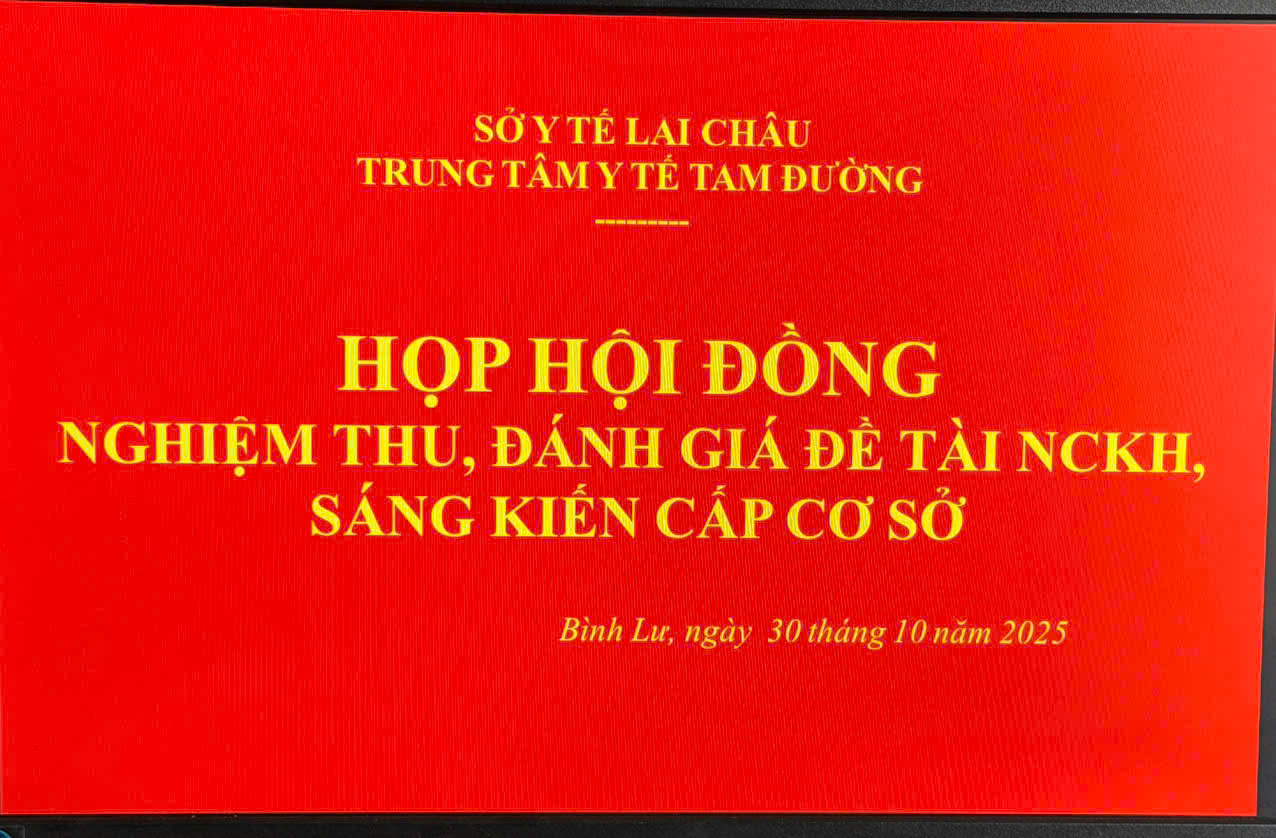 SỞ Y TẾ LAI CHÂU
TRUNG TÂM Y TẾ TAM ĐƯỜNG
---------
HỌP HỘI ĐỒNG
NGHIỆM THU, ĐÁNH GIÁ ĐỀ TÀI NCKH,
SÁNG KIẾN CẤP CƠ SỞ
Bình Lư, ngày 30 tháng 10 năm 2025